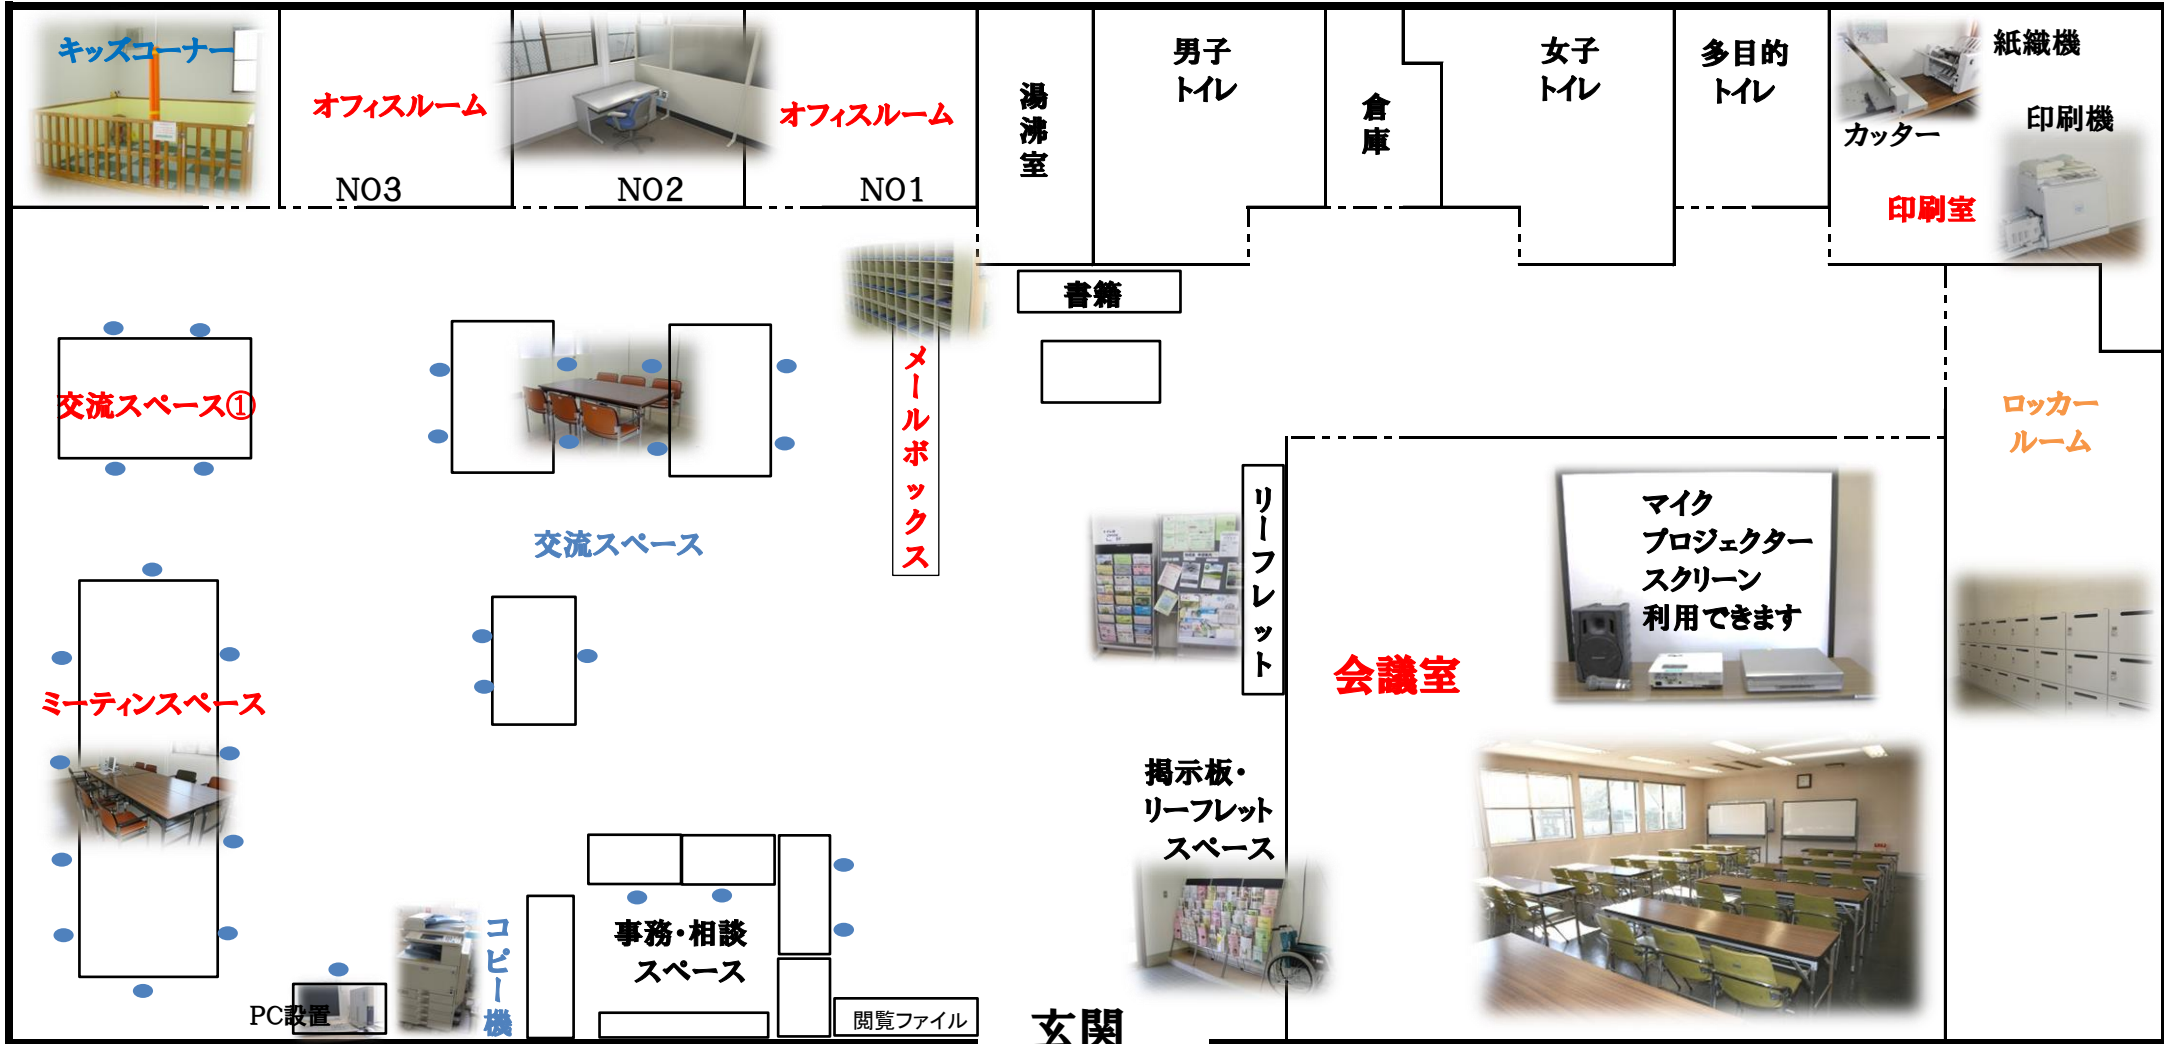 キッズコーナー
オフィスルーム
NO3
NO2
オフィスルーム
NO1
湯沸室
男子
トイレ
倉庫
女子
トイレ
多目的
トイレ
紙織機
カッター
印刷機
印刷室
書籍
メールボックス
交流スペース①
交流スペース
ロッカー
ルーム
リーフレット
マイク
プロジェクター
スクリーン
利用できます
会議室
ミーティンスペース
掲示板・
リーフレット
スペース
事務・相談
スペース
コピー機
PC設置
閲覧ファイル
玄関